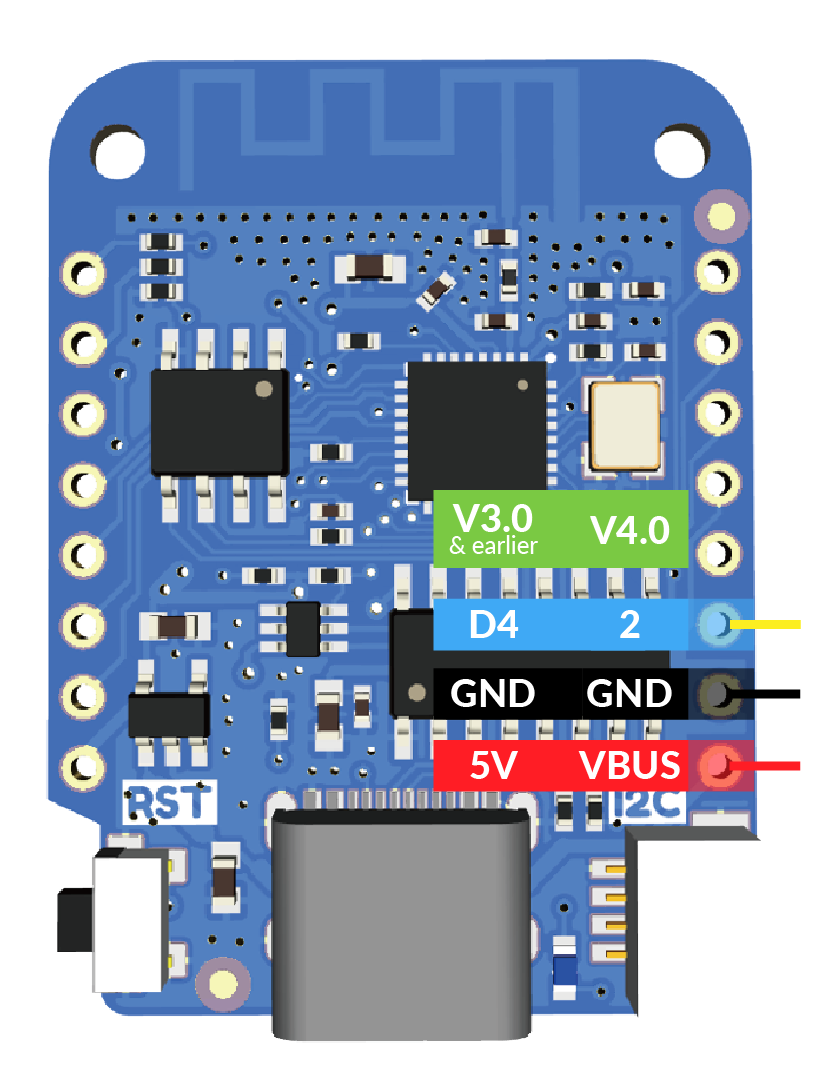 V3.0 V4.0
& earlier
D4 2
GND GND
5V VBUS
RST I2C